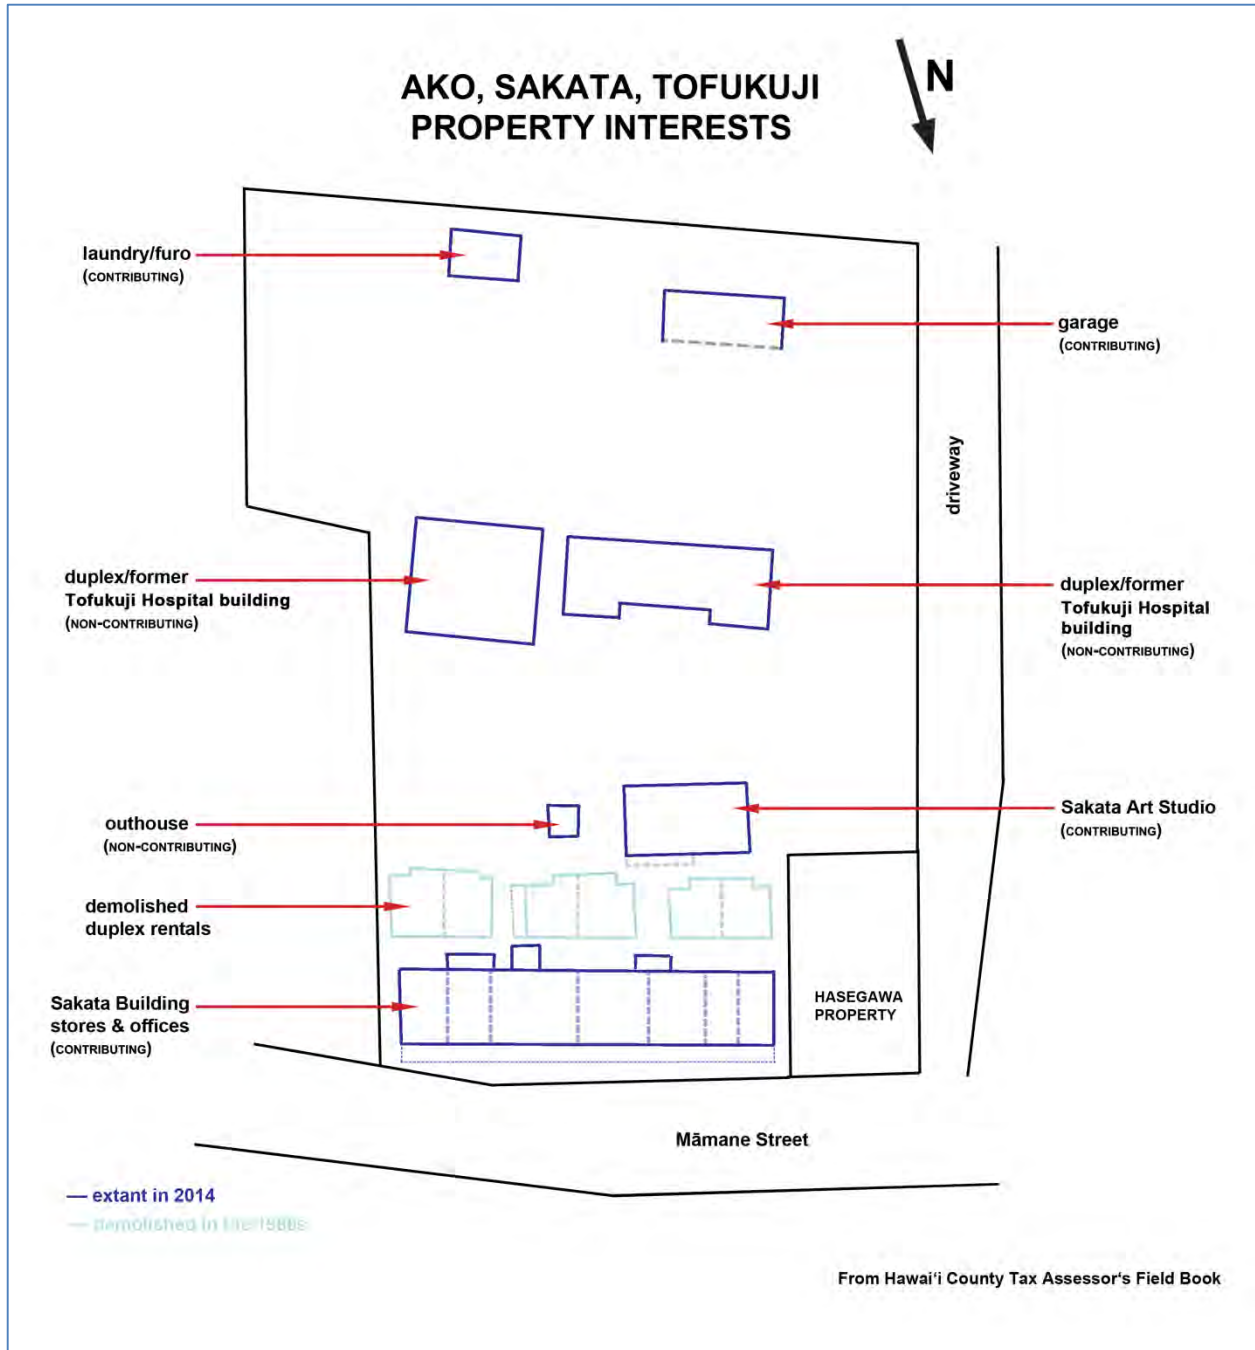 N
AKO, SAKATA, TOFUKUJI
PROPERTY INTERESTS
laundry/furo
(CONTRIBUTING)
garage
(CONTRIBUTING)
driveway
duplex/former
Tofukuji Hospital building
(NON-CONTRIBUTING)
duplex/former
Tofukuji Hospital
building
(NON-CONTRIBUTING)
outhouse
(NON-CONTRIBUTING)
Sakata Art Studio
(CONTRIBUTING)
demolished
duplex rentals
Sakata Building
stores & offices
(CONTRIBUTING)
HASEGAWA
PROPERTY
Māmane Street
— extant in 2014
— demolished in
From Hawai‘i County Tax Assessor‘s Field Book